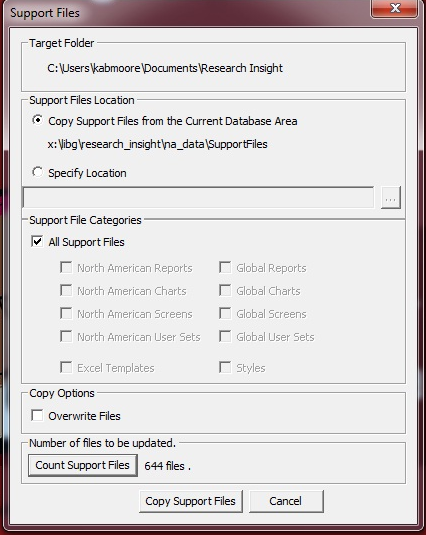 Support Files
Target Folder
C:\Users\kabmoore\Documents\Research Insight
Support Files Location
Copy Support Files from the Current Database Area
x:\libg\research_insight\na_data\SupportFiles
Specify Location
...
Support File Categories
All Support Files
North American Reports Global Reports
North American Charts Global Charts
North American Screens Global Screens
North American User Sets Global User Sets
Excel Templates Styles
Copy Options
Overwrite Files
Number of files to be updated.
Count Support Files 644 files .
Copy Support Files Cancel